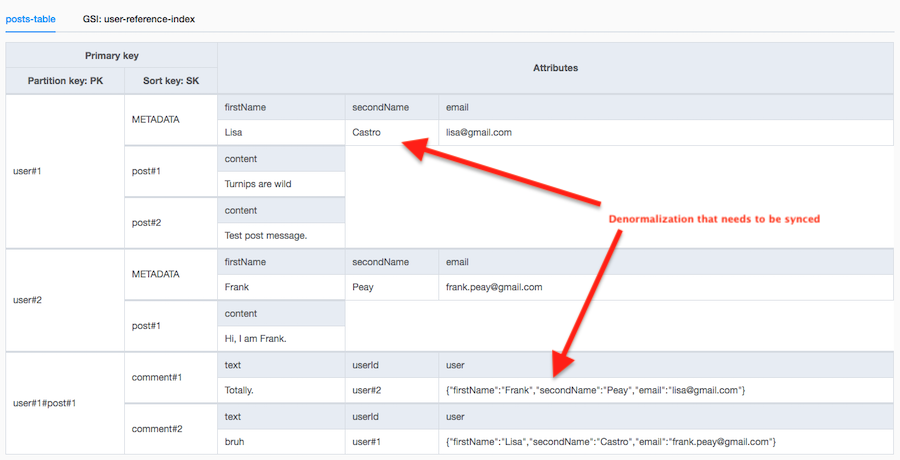 posts-table GSI: user-reference-index
Primary key
Attributes
Partition key: PK Sort key: SK
firstName secondName email
METADATA
Lisa Castro lisa@gmail.com
user#1
content
post#1
Turnips are wild
content
post#2
Test post message.
Denormalization that needs to be synced
firstName secondName email
METADATA
Frank Peay frank.peay@gmail.com
user#2
content
post#1
Hi, I am Frank.
text userId user
comment#1
Totally. user#2 {"firstName":"Frank","secondName":"Peay","email":"lisa@gmail.com"}
user#1#post#1
text userId user
comment#2
bruh user#1 {"firstName":"Lisa","secondName":"Castro","email":"frank.peay@gmail.com"}